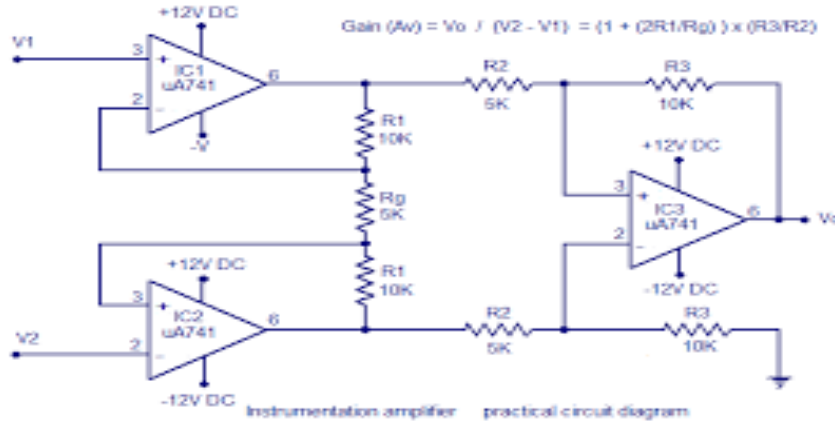 +12V DC
Gain (Av) = Vo / (V2 - V1) = (1 + (2R1/Rg) ) x (R3/R2)
V1
3
+
IC1
uA741
6
2
-
-V
R2
5K
R3
10K
R1
10K
+12V DC
Rg
5K
3
+
IC3
uA741
6
2
-
+12V DC
R1
10K
-12V DC
3
+
IC2
uA741
6
V2
2
-
R2
5K
R3
10K
-12V DC
Instrumentation amplifier practical circuit diagram